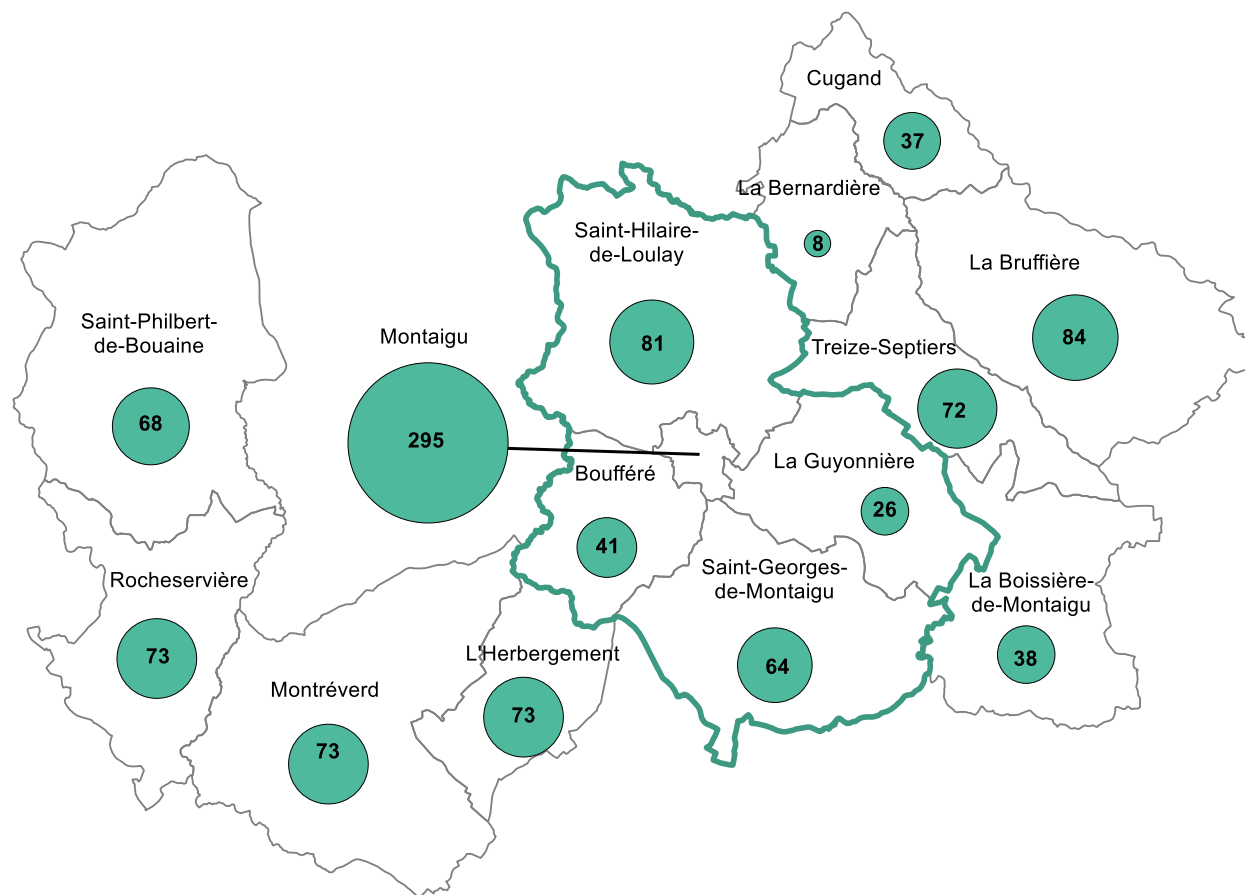 Cugand
37
La Bernardière
8
Saint-Hilaire-
de-Loulay
81
La Bruffière
84
Saint-Philbert-
de-Bouaine
68
Montaigu
295
Treize-Septiers
72
La Guyonnière
26
Boufféré
41
Rocheservière
73
Saint-Georges-
de-Montaigu
64
La Boissière-
de-Montaigu
38
L'Herbergement
73
Montréverd
73